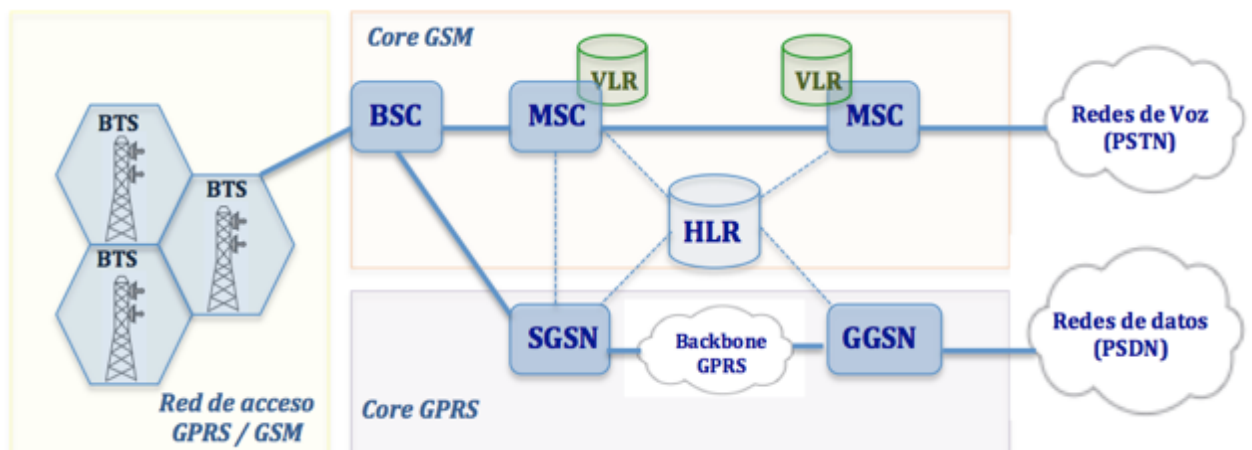 Core GSM
VLR
VLR
BTS
BSC
MSC
MSC
Redes de Voz
(PSTN)
BTS
HLR
BTS
SGSN
Backbone
GPRS
GGSN
Redes de datos
(PSDN)
Red de acceso
GPRS / GSM
Core GPRS